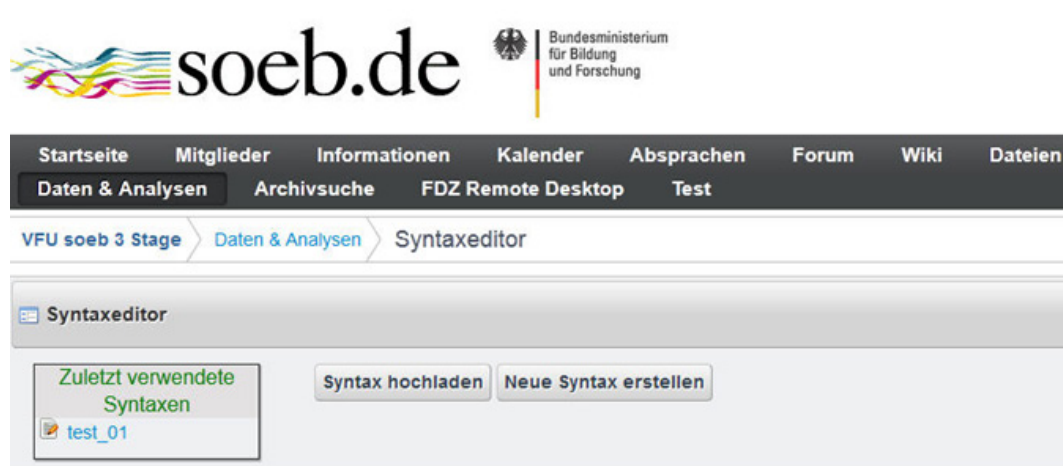 soeb.de
Bundesministerium
für Bildung
und Forschung
Startseite Mitglieder Informationen Kalender Absprachen Forum Wiki Dateien
Daten & Analysen Archivsuche FDZ Remote Desktop Test
VFU soeb 3 Stage Daten & Analysen Syntaxeditor
Syntaxeditor
Zuletzt verwendete
Syntaxen
test_01
Syntax hochladen Neue Syntax erstellen